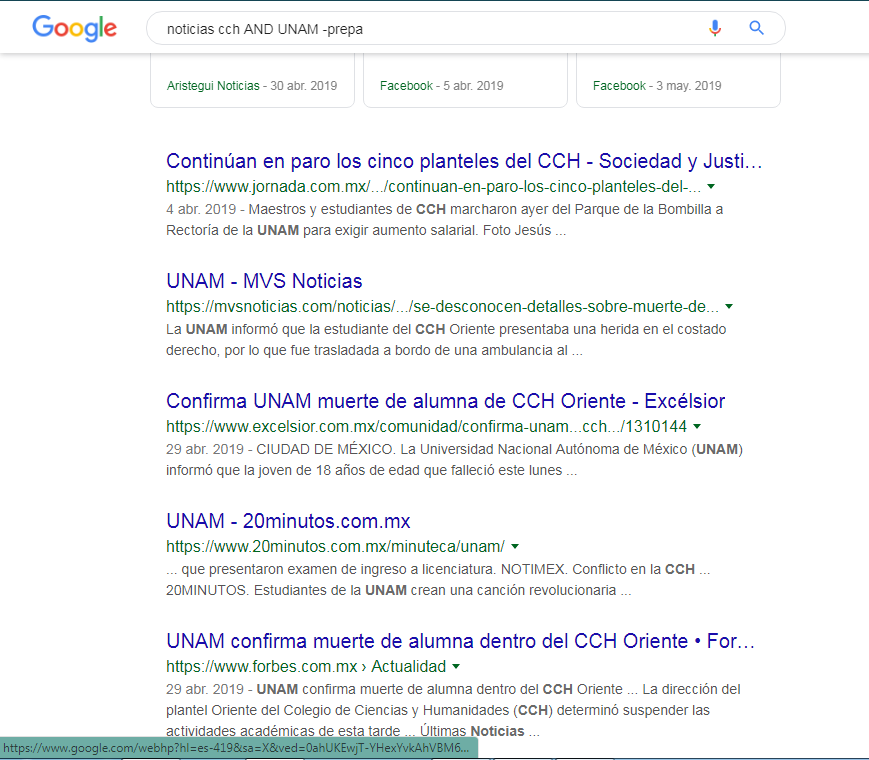 Google
noticias cch AND UNAM -prepa
Aristegui Noticias - 30 abr. 2019
Facebook - 5 abr. 2019
Facebook - 3 may. 2019
Continúan en paro los cinco planteles del CCH - Sociedad y Justi...
https://www.jornada.com.mx/.../continuan-en-paro-los-cinco-planteles-del-...
4 abr. 2019 - Maestros y estudiantes de CCH marcharon ayer del Parque de la Bombilla a
Rectoría de la UNAM para exigir aumento salarial. Foto Jesús ...
UNAM - MVS Noticias
https://mvsnoticias.com/noticias/.../se-desconocen-detalles-sobre-muerte-de...
La UNAM informó que la estudiante del CCH Oriente presentaba una herida en el costado
derecho, por lo que fue trasladada a bordo de una ambulancia al ...
Confirma UNAM muerte de alumna de CCH Oriente - Excélsior
https://www.excelsior.com.mx/comunidad/confirma-unam...cch.../1310144
29 abr. 2019 - CIUDAD DE MÉXICO. La Universidad Nacional Autónoma de México (UNAM)
informó que la joven de 18 años de edad que falleció este lunes ...
UNAM - 20minutos.com.mx
https://www.20minutos.com.mx/minuteca/unam/
... que presentaron examen de ingreso a licenciatura. NOTIMEX. Conflicto en la CCH ...
20MINUTOS. Estudiantes de la UNAM crean una canción revolucionaria ...
UNAM confirma muerte de alumna dentro del CCH Oriente • For...
https://www.forbes.com.mx › Actualidad
29 abr. 2019 - UNAM confirma muerte de alumna dentro del CCH Oriente ... La dirección del
plantel Oriente del Colegio de Ciencias y Humanidades (CCH) determinó suspender las
actividades académicas de esta tarde ... Últimas Noticias ...
https://www.google.com/webhp?hl=es-419&sa=X&ved=0ahUKEwjT-YHexYvkAhVBM6...